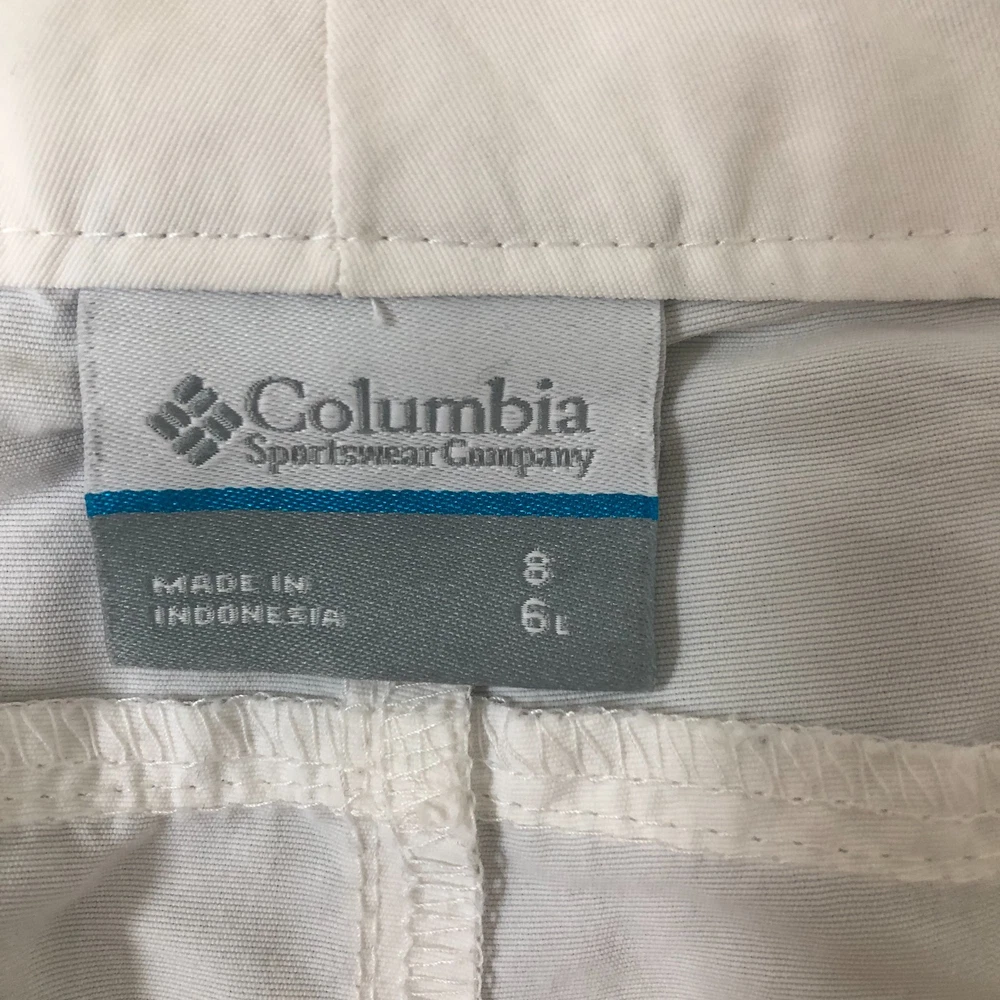 Columbia
Sportswear Company
MADE IN
INDONESIA
8
6L